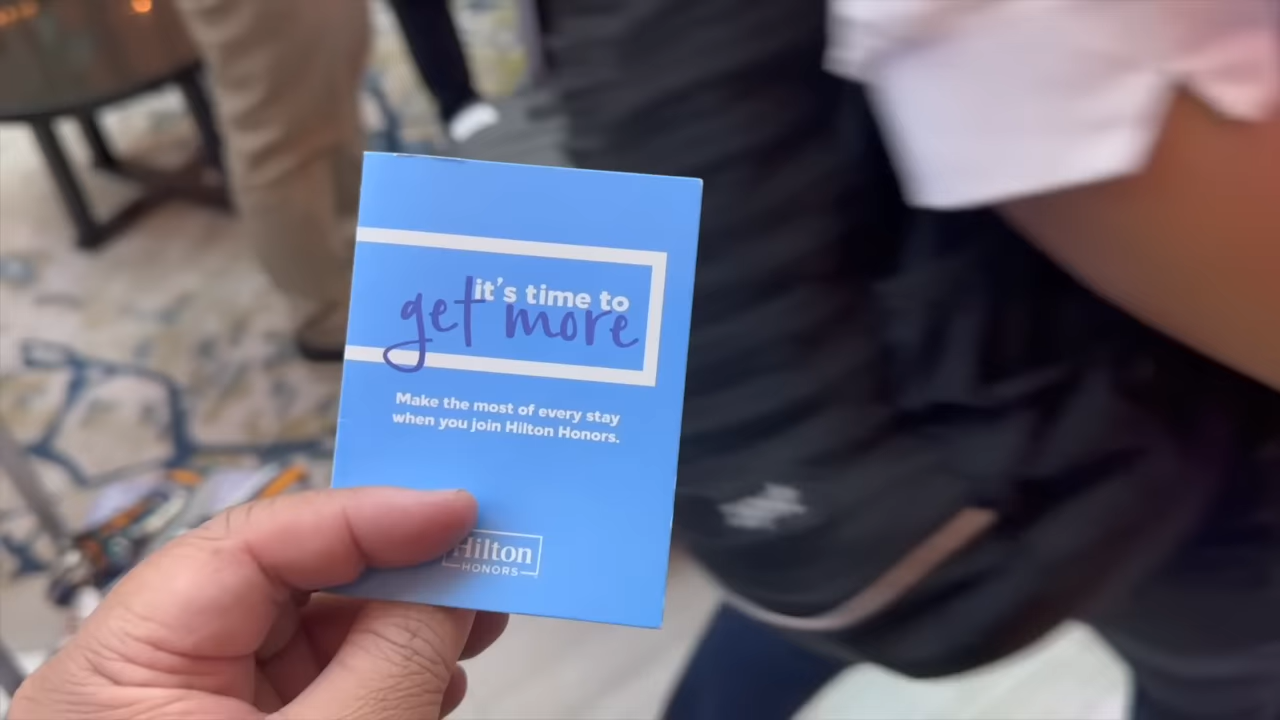 it's time to
get more
Make the most of every stay
when you join Hilton Honors.
Hilton
HONORS